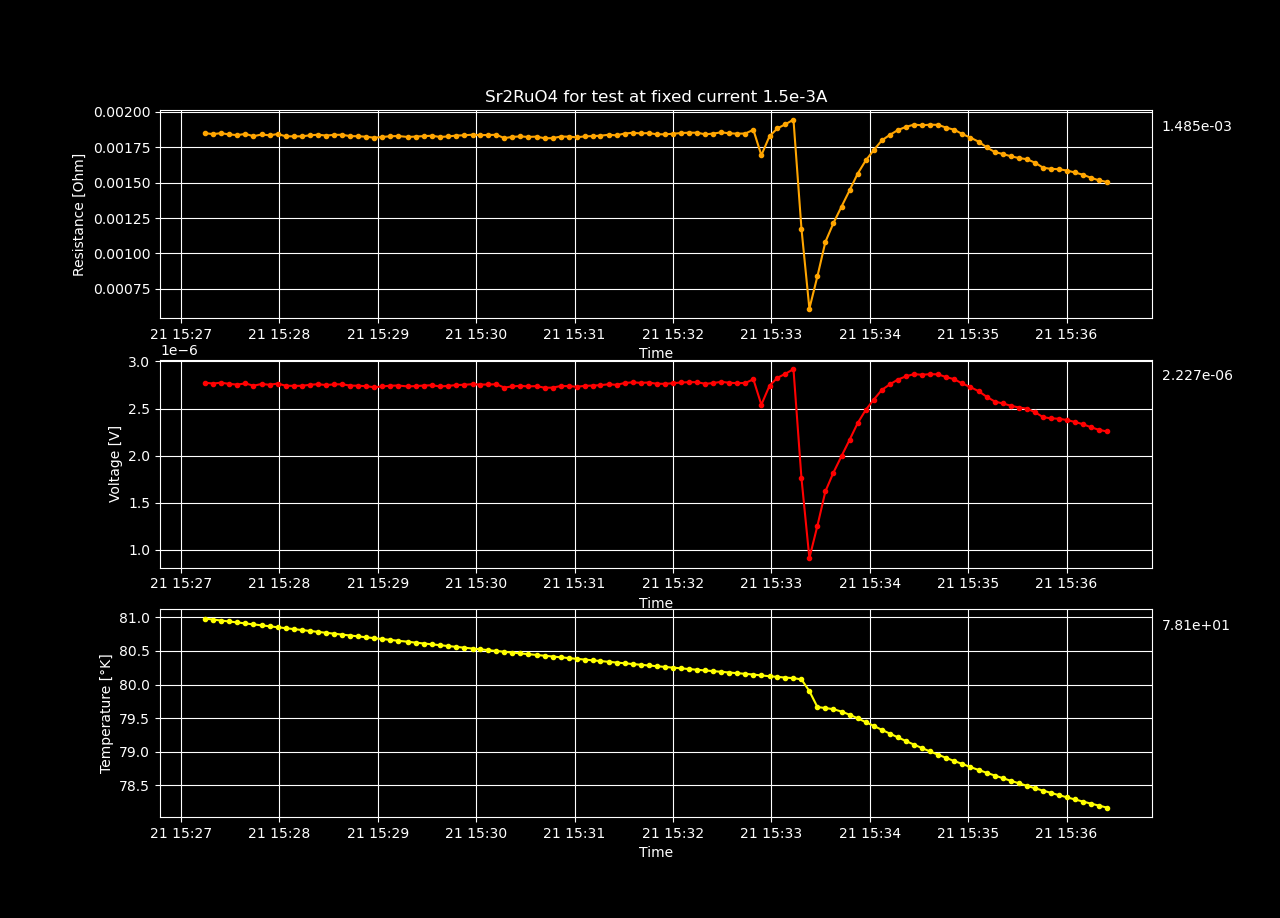 Sr2RuO4 for test at fixed current 1.5e-3A
0.00200
0.00175
0.00150
0.00125
0.00100
0.00075
Resistance [Ohm]
1.485e-03
21 15:27 21 15:28 21 15:29 21 15:30 21 15:31 21 15:32 21 15:33 21 15:34 21 15:35 21 15:36
Time
1e−6
3.0
2.5
2.0
1.5
1.0
Voltage [V]
2.227e-06
21 15:27 21 15:28 21 15:29 21 15:30 21 15:31 21 15:32 21 15:33 21 15:34 21 15:35 21 15:36
Time
81.0
80.5
80.0
79.5
79.0
78.5
Temperature [°K]
7.81e+01
21 15:27 21 15:28 21 15:29 21 15:30 21 15:31 21 15:32 21 15:33 21 15:34 21 15:35 21 15:36
Time